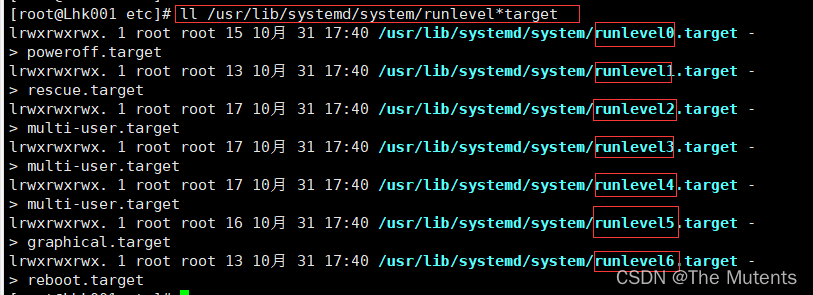 [root@Lhk001 etc]# ll /usr/lib/systemd/system/runlevel*target
lrwxrwxrwx. 1 root root 15 10月 31 17:40 /usr/lib/systemd/system/runlevel0.target -
> poweroff.target
lrwxrwxrwx. 1 root root 13 10月 31 17:40 /usr/lib/systemd/system/runlevel1.target -
> rescue.target
lrwxrwxrwx. 1 root root 17 10月 31 17:40 /usr/lib/systemd/system/runlevel2.target -
> multi-user.target
lrwxrwxrwx. 1 root root 17 10月 31 17:40 /usr/lib/systemd/system/runlevel3.target -
> multi-user.target
lrwxrwxrwx. 1 root root 17 10月 31 17:40 /usr/lib/systemd/system/runlevel4.target -
> multi-user.target
lrwxrwxrwx. 1 root root 16 10月 31 17:40 /usr/lib/systemd/system/runlevel5.target -
> graphical.target
lrwxrwxrwx. 1 root root 13 10月 31 17:40 /usr/lib/systemd/system/runlevel6.target -
> reboot.target
CSDN @The Mutents
[root@Lhk001 etc]#